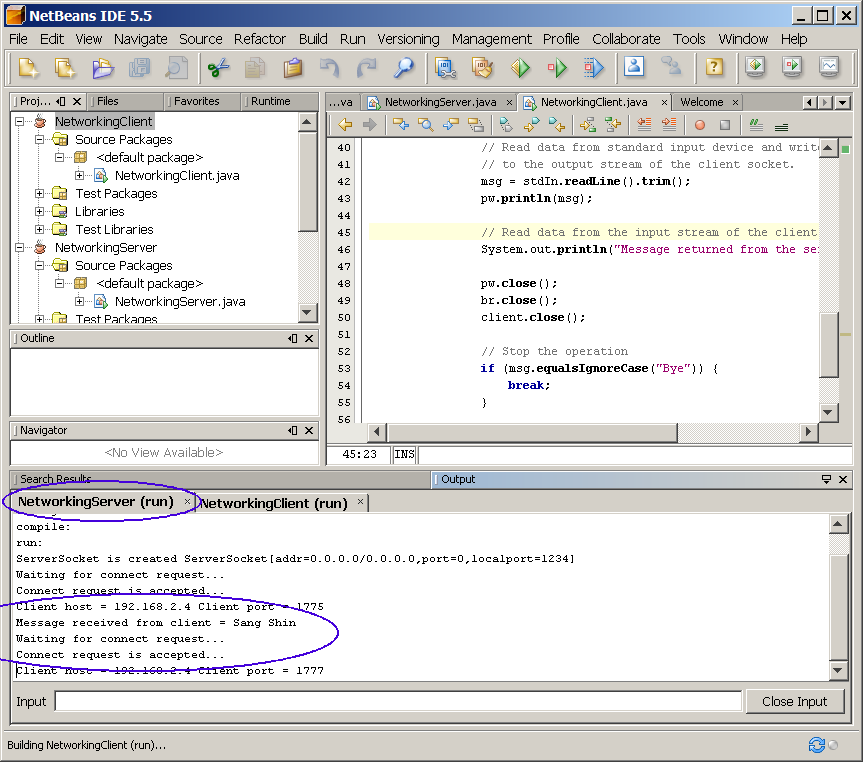 NetBeans IDE 5.5
File Edit View Navigate Source Refactor Build Run Versioning Management Profile Collaborate Tools Window Help
Proj... Files Favorites Runtime
NetworkingClient
Source Packages
<default package>
NetworkingClient.java
Test Packages
Libraries
Test Libraries
NetworkingServer
Source Packages
<default package>
NetworkingServer.java
Test Packages
Outline
Navigator
<No View Available>
...va NetworkingServer.java NetworkingClient.java Welcome
40 // Read data from standard input device and write
41 // to the output stream of the client socket.
42 msg = stdIn.readLine().trim();
43 pw.println(msg);
44
45 // Read data from the input stream of the client
46 System.out.println("Message returned from the se
47
48 pw.close();
49 br.close();
50 client.close();
51
52 // Stop the operation
53 if (msg.equalsIgnoreCase("Bye")) {
54 break;
55 }
56
45:23 INS
Search Results
Output
NetworkingServer (run) NetworkingClient (run)
compile:
run:
ServerSocket is created ServerSocket[addr=0.0.0.0/0.0.0.0,port=0,localport=1234]
Waiting for connect request...
Connect request is accepted...
Client host = 192.168.2.4 Client port = 1775
Message received from client = Sang Shin
Waiting for connect request...
Connect request is accepted...
Client host = 192.168.2.4 Client port = 1777
Input
Close Input
Building NetworkingClient (run)...